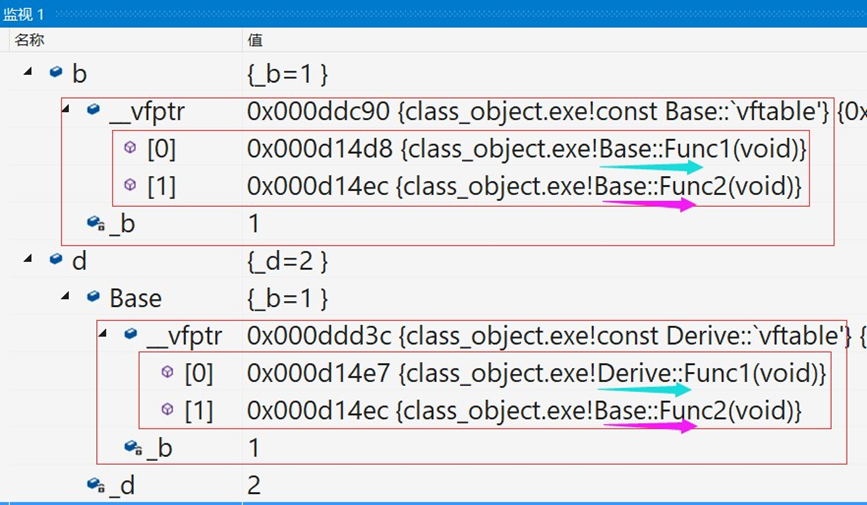 监视 1
名称 值
b {_b=1 }
__vfptr 0x000ddc90 {class_object.exe!const Base::`vftable'} {0x
[0] 0x000d14d8 {class_object.exe!Base::Func1(void)}
[1] 0x000d14ec {class_object.exe!Base::Func2(void)}
_b 1
d {_d=2 }
Base {_b=1 }
__vfptr 0x000ddd3c {class_object.exe!const Derive::`vftable'} {
[0] 0x000d14e7 {class_object.exe!Derive::Func1(void)}
[1] 0x000d14ec {class_object.exe!Base::Func2(void)}
_b 1
_d 2